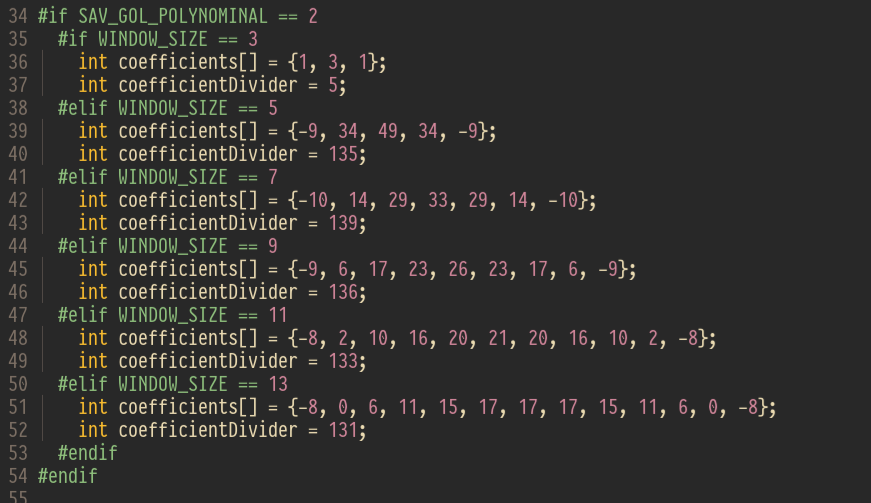 34 #if SAV_GOL_POLYNOMINAL == 2
35   #if WINDOW_SIZE == 3
36     int coefficients[] = {1, 3, 1};
37     int coefficientDivider = 5;
38   #elif WINDOW_SIZE == 5
39     int coefficients[] = {-9, 34, 49, 34, -9};
40     int coefficientDivider = 135;
41   #elif WINDOW_SIZE == 7
42     int coefficients[] = {-10, 14, 29, 33, 29, 14, -10};
43     int coefficientDivider = 139;
44   #elif WINDOW_SIZE == 9
45     int coefficients[] = {-9, 6, 17, 23, 26, 23, 17, 6, -9};
46     int coefficientDivider = 136;
47   #elif WINDOW_SIZE == 11
48     int coefficients[] = {-8, 2, 10, 16, 20, 21, 20, 16, 10, 2, -8};
49     int coefficientDivider = 133;
50   #elif WINDOW_SIZE == 13
51     int coefficients[] = {-8, 0, 6, 11, 15, 17, 17, 17, 15, 11, 6, 0, -8};
52     int coefficientDivider = 131;
53   #endif
54 #endif
55